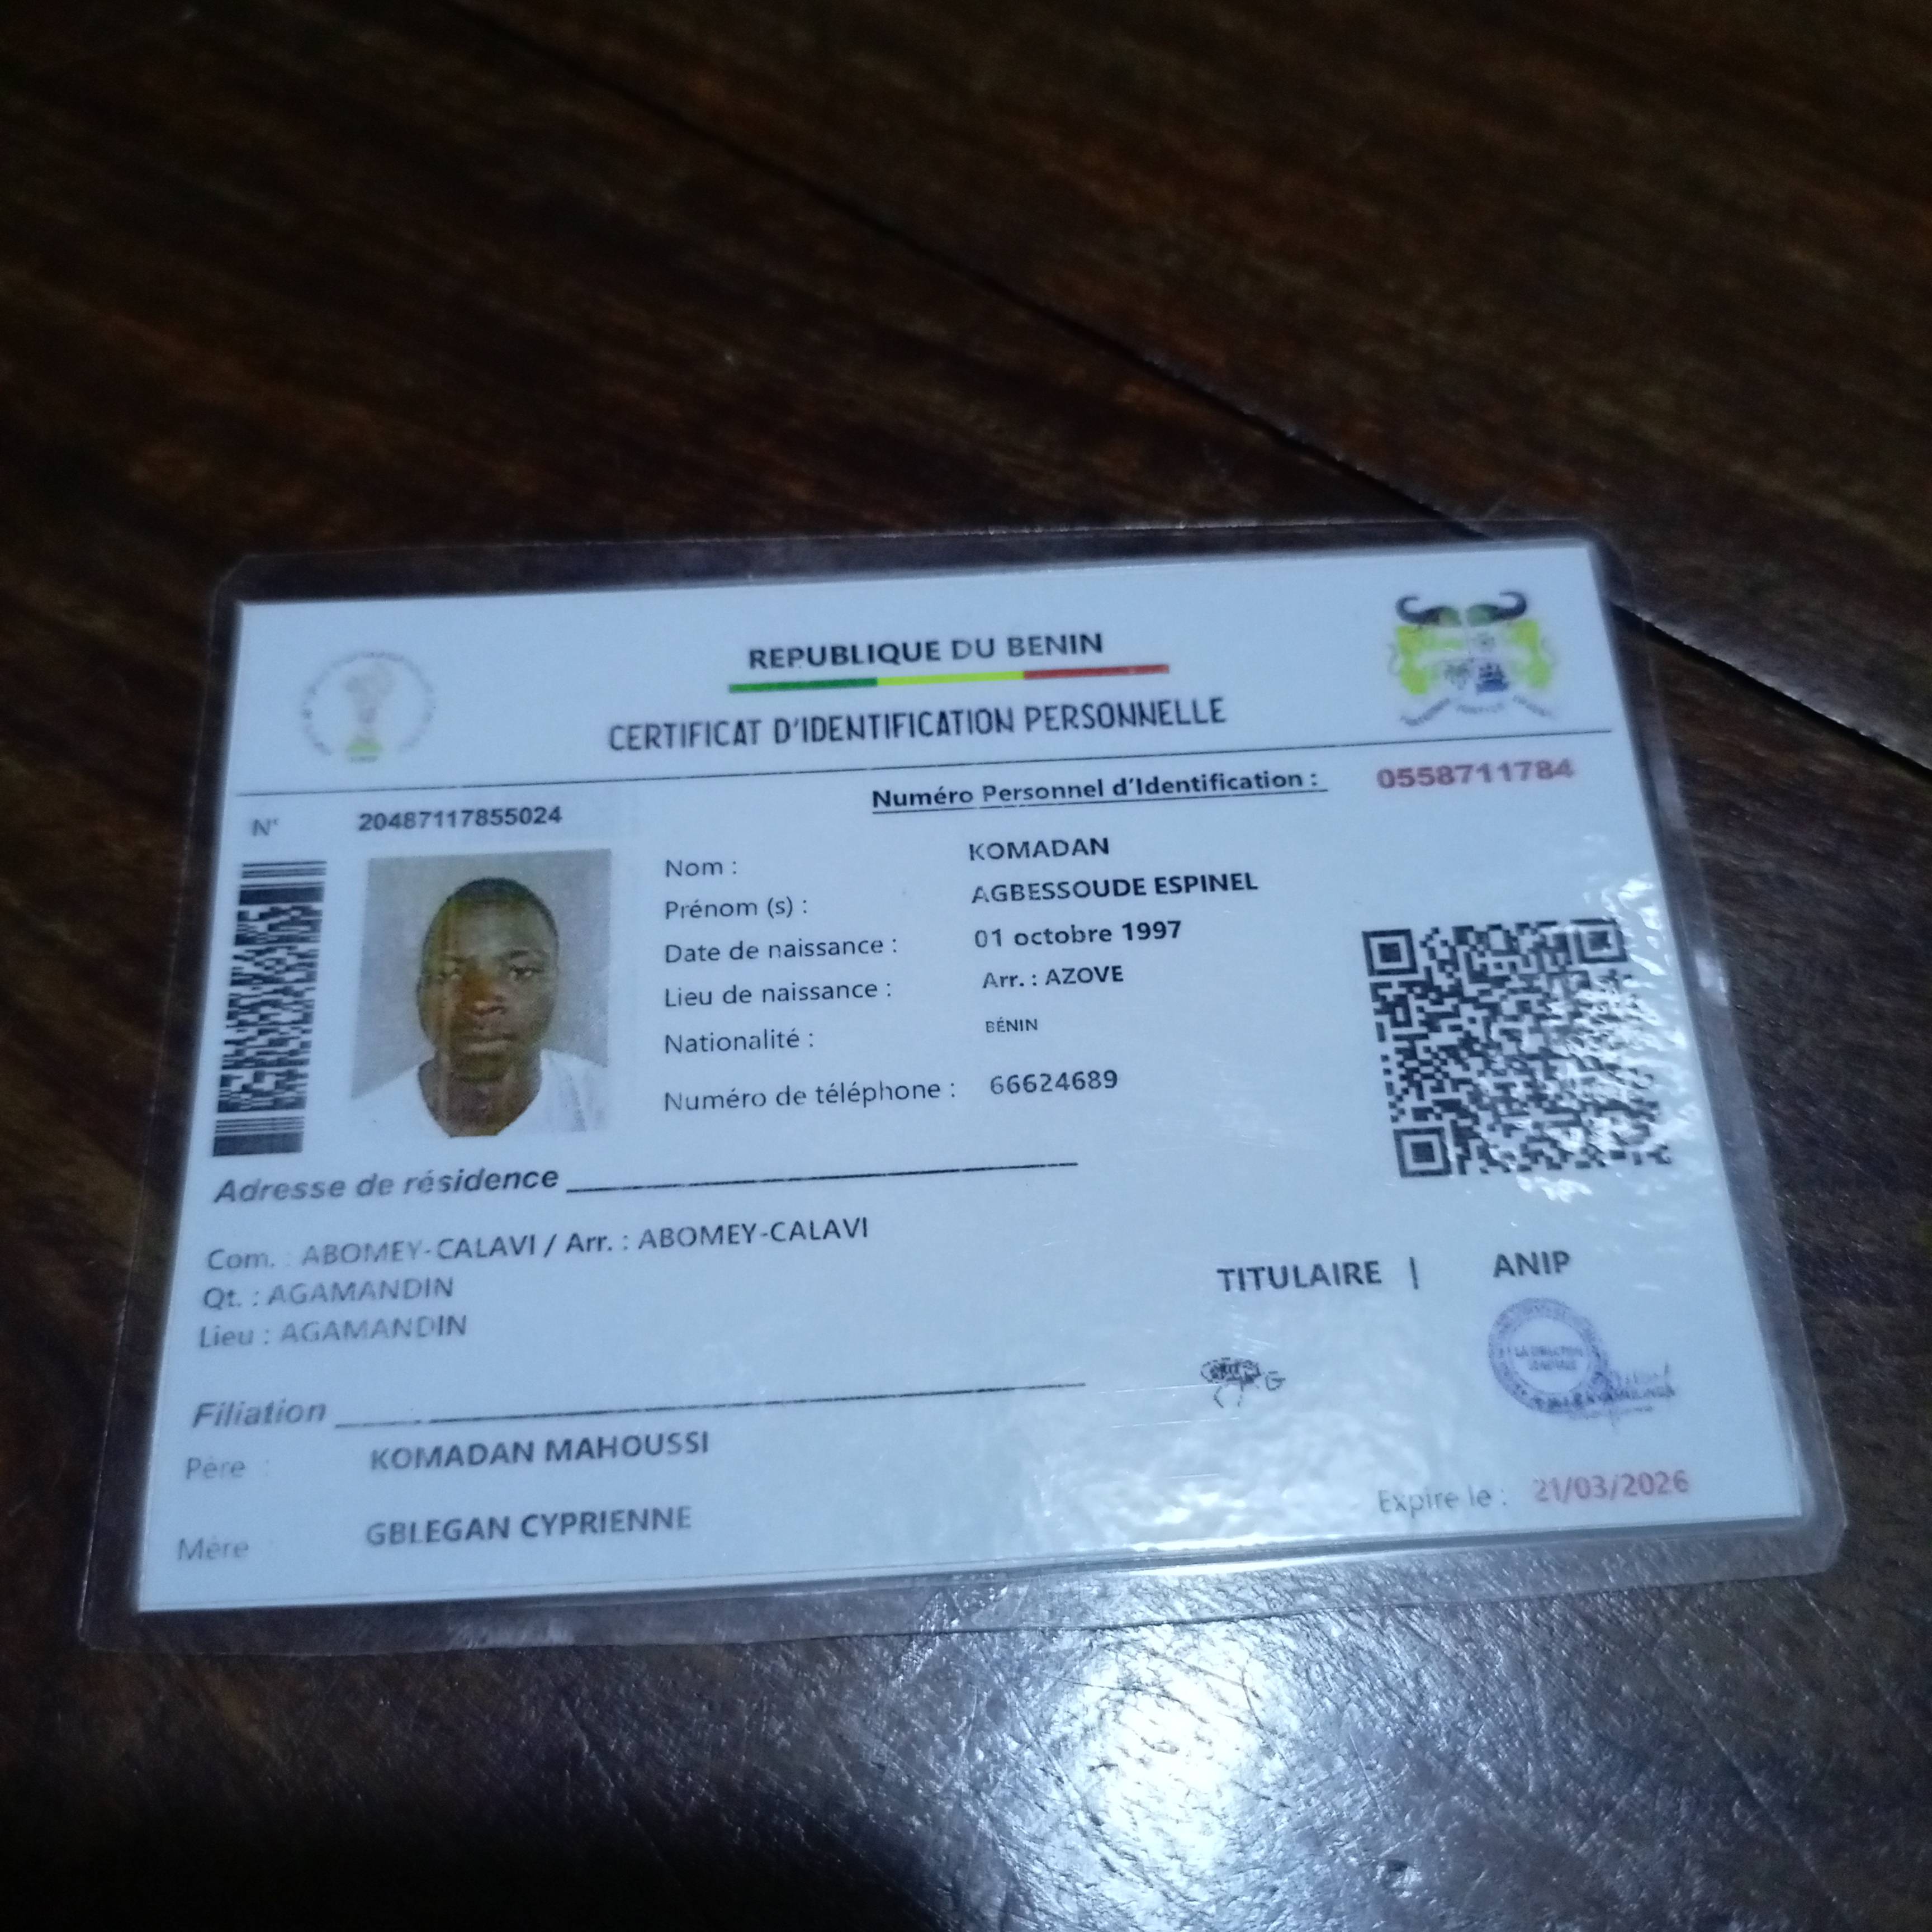 REPUBLIQUE DU BENIN
CERTIFICAT D'IDENTIFICATION PERSONNELLE
Numéro Personnel d'Identification : 0558711784
N° 20487117855024
Nom : KOMADAN
Prénom (s) : AGBESSOUDE ESPINEL
Date de naissance : 01 octobre 1997
Lieu de naissance : Arr. : AZOVE
Nationalité : BÉNIN
Numéro de téléphone : 66624689
Adresse de résidence
Com. : ABOMEY-CALAVI / Arr. : ABOMEY-CALAVI
Qt. : AGAMANDIN
Lieu : AGAMANDIN
TITULAIRE | ANIP
Filiation
Père : KOMADAN MAHOUSSI
Mère GBLEGAN CYPRIENNE
Expire le : 21/03/2026